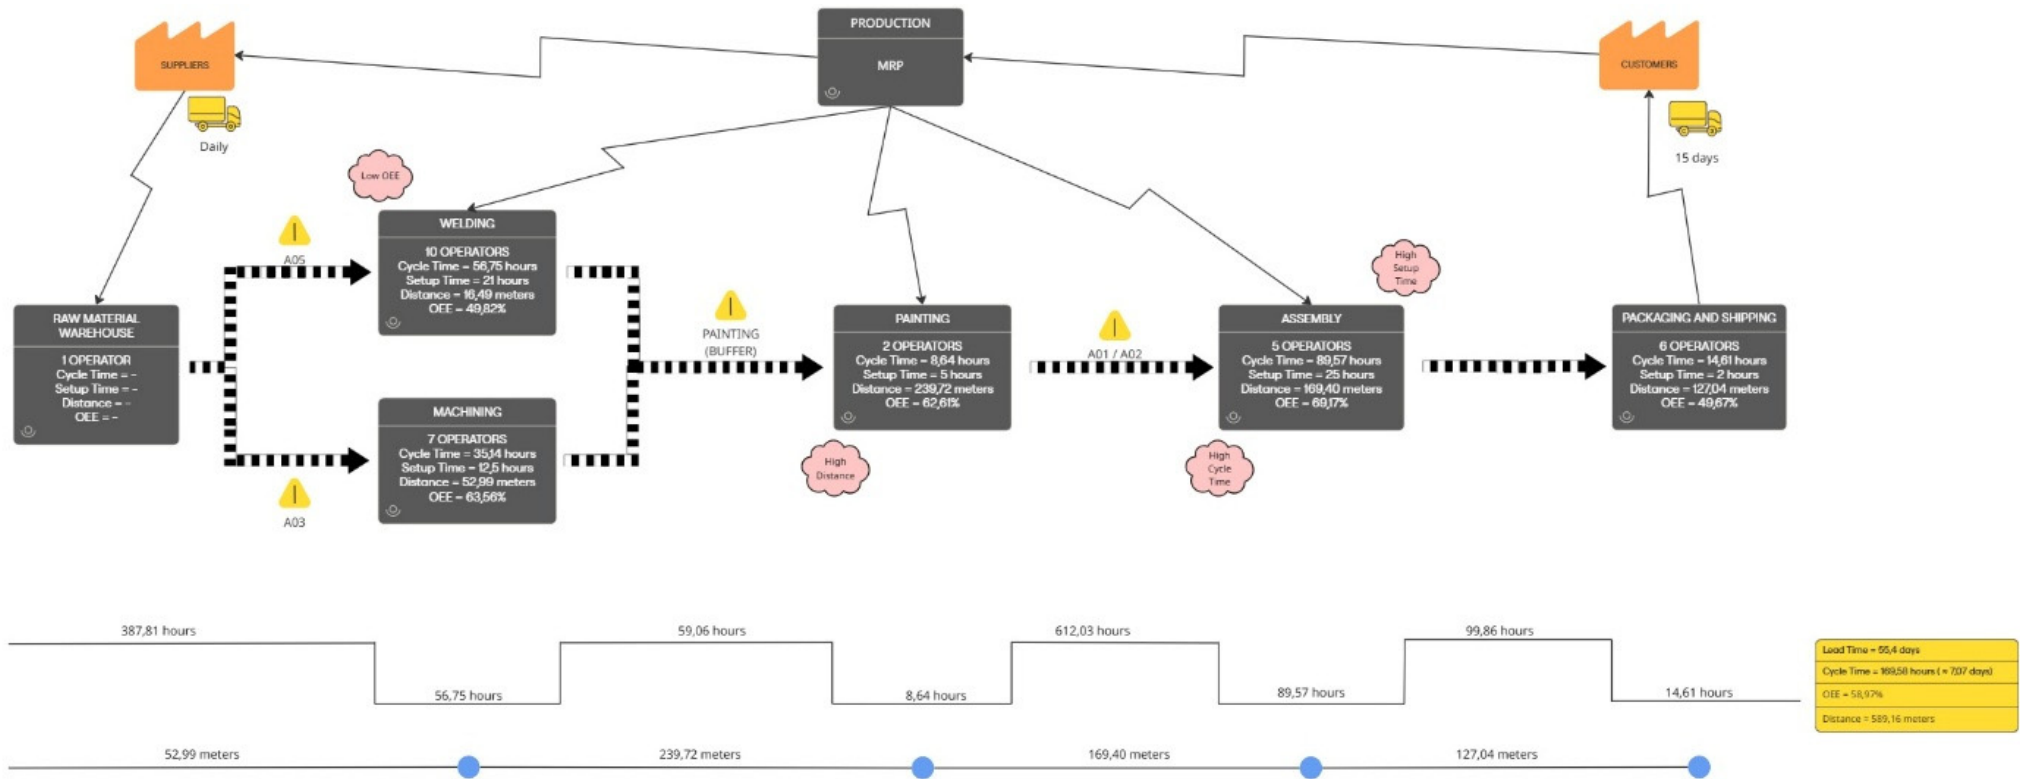 PRODUCTION
MRP
SUPPLIERS
CUSTOMERS
Daily
15 days
Low OEE
WELDING
10 OPERATORS
Cycle Time = 56,75 hours
Setup Time = 21 hours
Distance = 16,49 meters
OEE = 49,82%
A05
High
Setup
Time
RAW MATERIAL
WAREHOUSE
1 OPERATOR
Cycle Time = -
Setup Time = -
Distance = -
OEE = -
PAINTING
(BUFFER)
PAINTING
2 OPERATORS
Cycle Time = 8,64 hours
Setup Time = 5 hours
Distance = 239,72 meters
OEE = 62,61%
A01 / A02
ASSEMBLY
5 OPERATORS
Cycle Time = 89,57 hours
Setup Time = 25 hours
Distance = 169,40 meters
OEE = 69,17%
PACKAGING AND SHIPPING
6 OPERATORS
Cycle Time = 14,61 hours
Setup Time = 2 hours
Distance = 127,04 meters
OEE = 49,67%
MACHINING
7 OPERATORS
Cycle Time = 35,14 hours
Setup Time = 12,5 hours
Distance = 52,99 meters
OEE = 63,56%
A03
High
Distance
High
Cycle
Time
387,81 hours
59,06 hours
612,03 hours
99,86 hours
56,75 hours
8,64 hours
89,57 hours
14,61 hours
Lead Time = 55,4 days
Cycle Time = 169,58 hours ( ≈ 7,07 days)
OEE = 58,97%
Distance = 589,16 meters
52,99 meters
239,72 meters
169,40 meters
127,04 meters